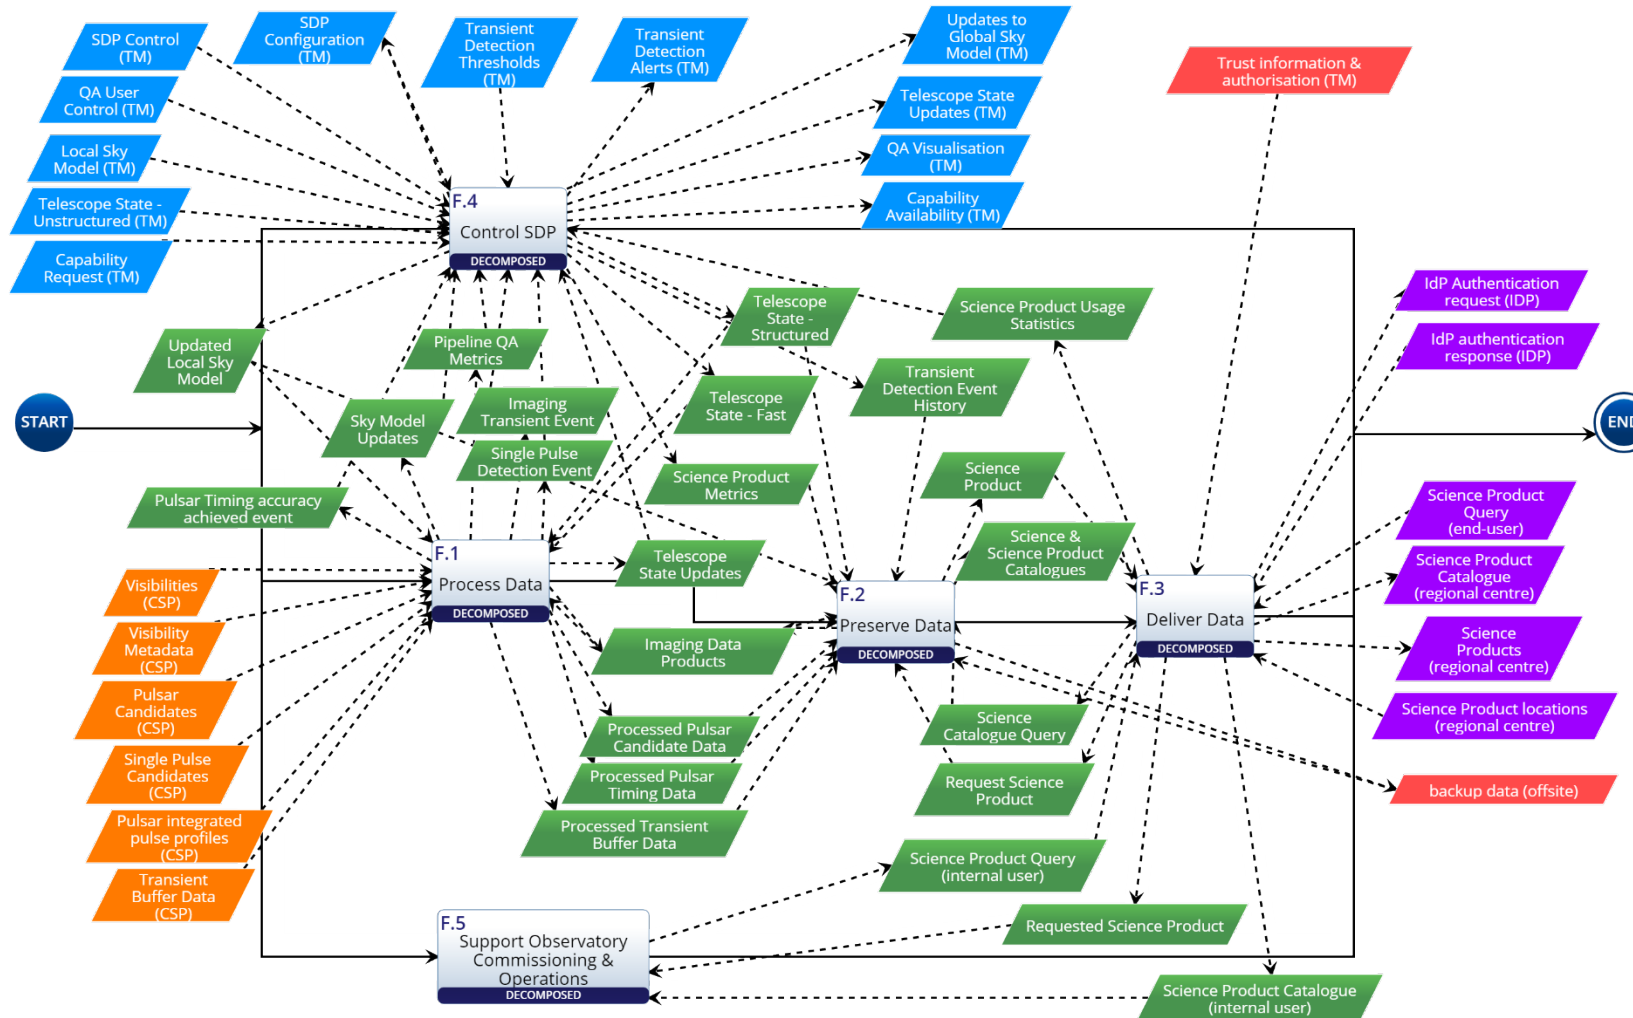 SDP Control
(TM)
SDP
Configuration
(TM)
Transient
Detection
Thresholds
(TM)
Transient
Detection
Alerts (TM)
Updates to
Global Sky
Model (TM)
Trust information &
authorisation (TM)
QA User
Control (TM)
Telescope State
Updates (TM)
Local Sky
Model (TM)
QA Visualisation
(TM)
Telescope State -
Unstructured (TM)
Capability
Availability (TM)
Capability
Request (TM)
F.4
Control SDP
DECOMPOSED
IdP Authentication
request (IDP)
IdP authentication
response (IDP)
Updated
Local Sky
Model
Pipeline QA
Metrics
Telescope
State -
Structured
Science Product Usage
Statistics
Transient
Detection Event
History
Telescope
State - Fast
Imaging
Transient Event
Sky Model
Updates
START
END
Single Pulse
Detection Event
Science Product
Metrics
Science
Product
Pulsar Timing accuracy
achieved event
Science Product
Query
(end-user)
Science &
Science Product
Catalogues
Science Product
Catalogue
(regional centre)
F.1
Process Data
DECOMPOSED
Telescope
State Updates
F.2
Preserve Data
DECOMPOSED
F.3
Deliver Data
DECOMPOSED
Visibilities
(CSP)
Visibility
Metadata
(CSP)
Imaging Data
Products
Science
Products
(regional centre)
Pulsar
Candidates
(CSP)
Processed Pulsar
Candidate Data
Science
Catalogue Query
Science Product locations
(regional centre)
Single Pulse
Candidates
(CSP)
Processed Pulsar
Timing Data
Request Science
Product
backup data (offsite)
Pulsar integrated
pulse profiles
(CSP)
Processed Transient
Buffer Data
Science Product Query
(internal user)
Transient
Buffer Data
(CSP)
F.5
Support Observatory
Commissioning &
Operations
DECOMPOSED
Requested Science Product
Science Product Catalogue
(internal user)